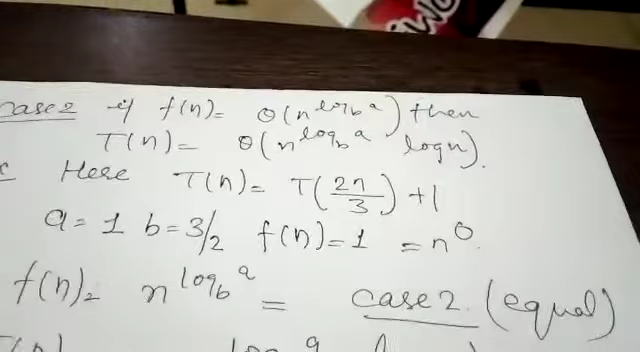 case 2 if f(n) = θ(n^log_b a) then
T(n) = θ(n^log_b a log n).
Here T(n) = T(2n/3) + 1
a = 1 b = 3/2 f(n) = 1 = n^0.
f(n) = n^log_b a = case 2. (equal)